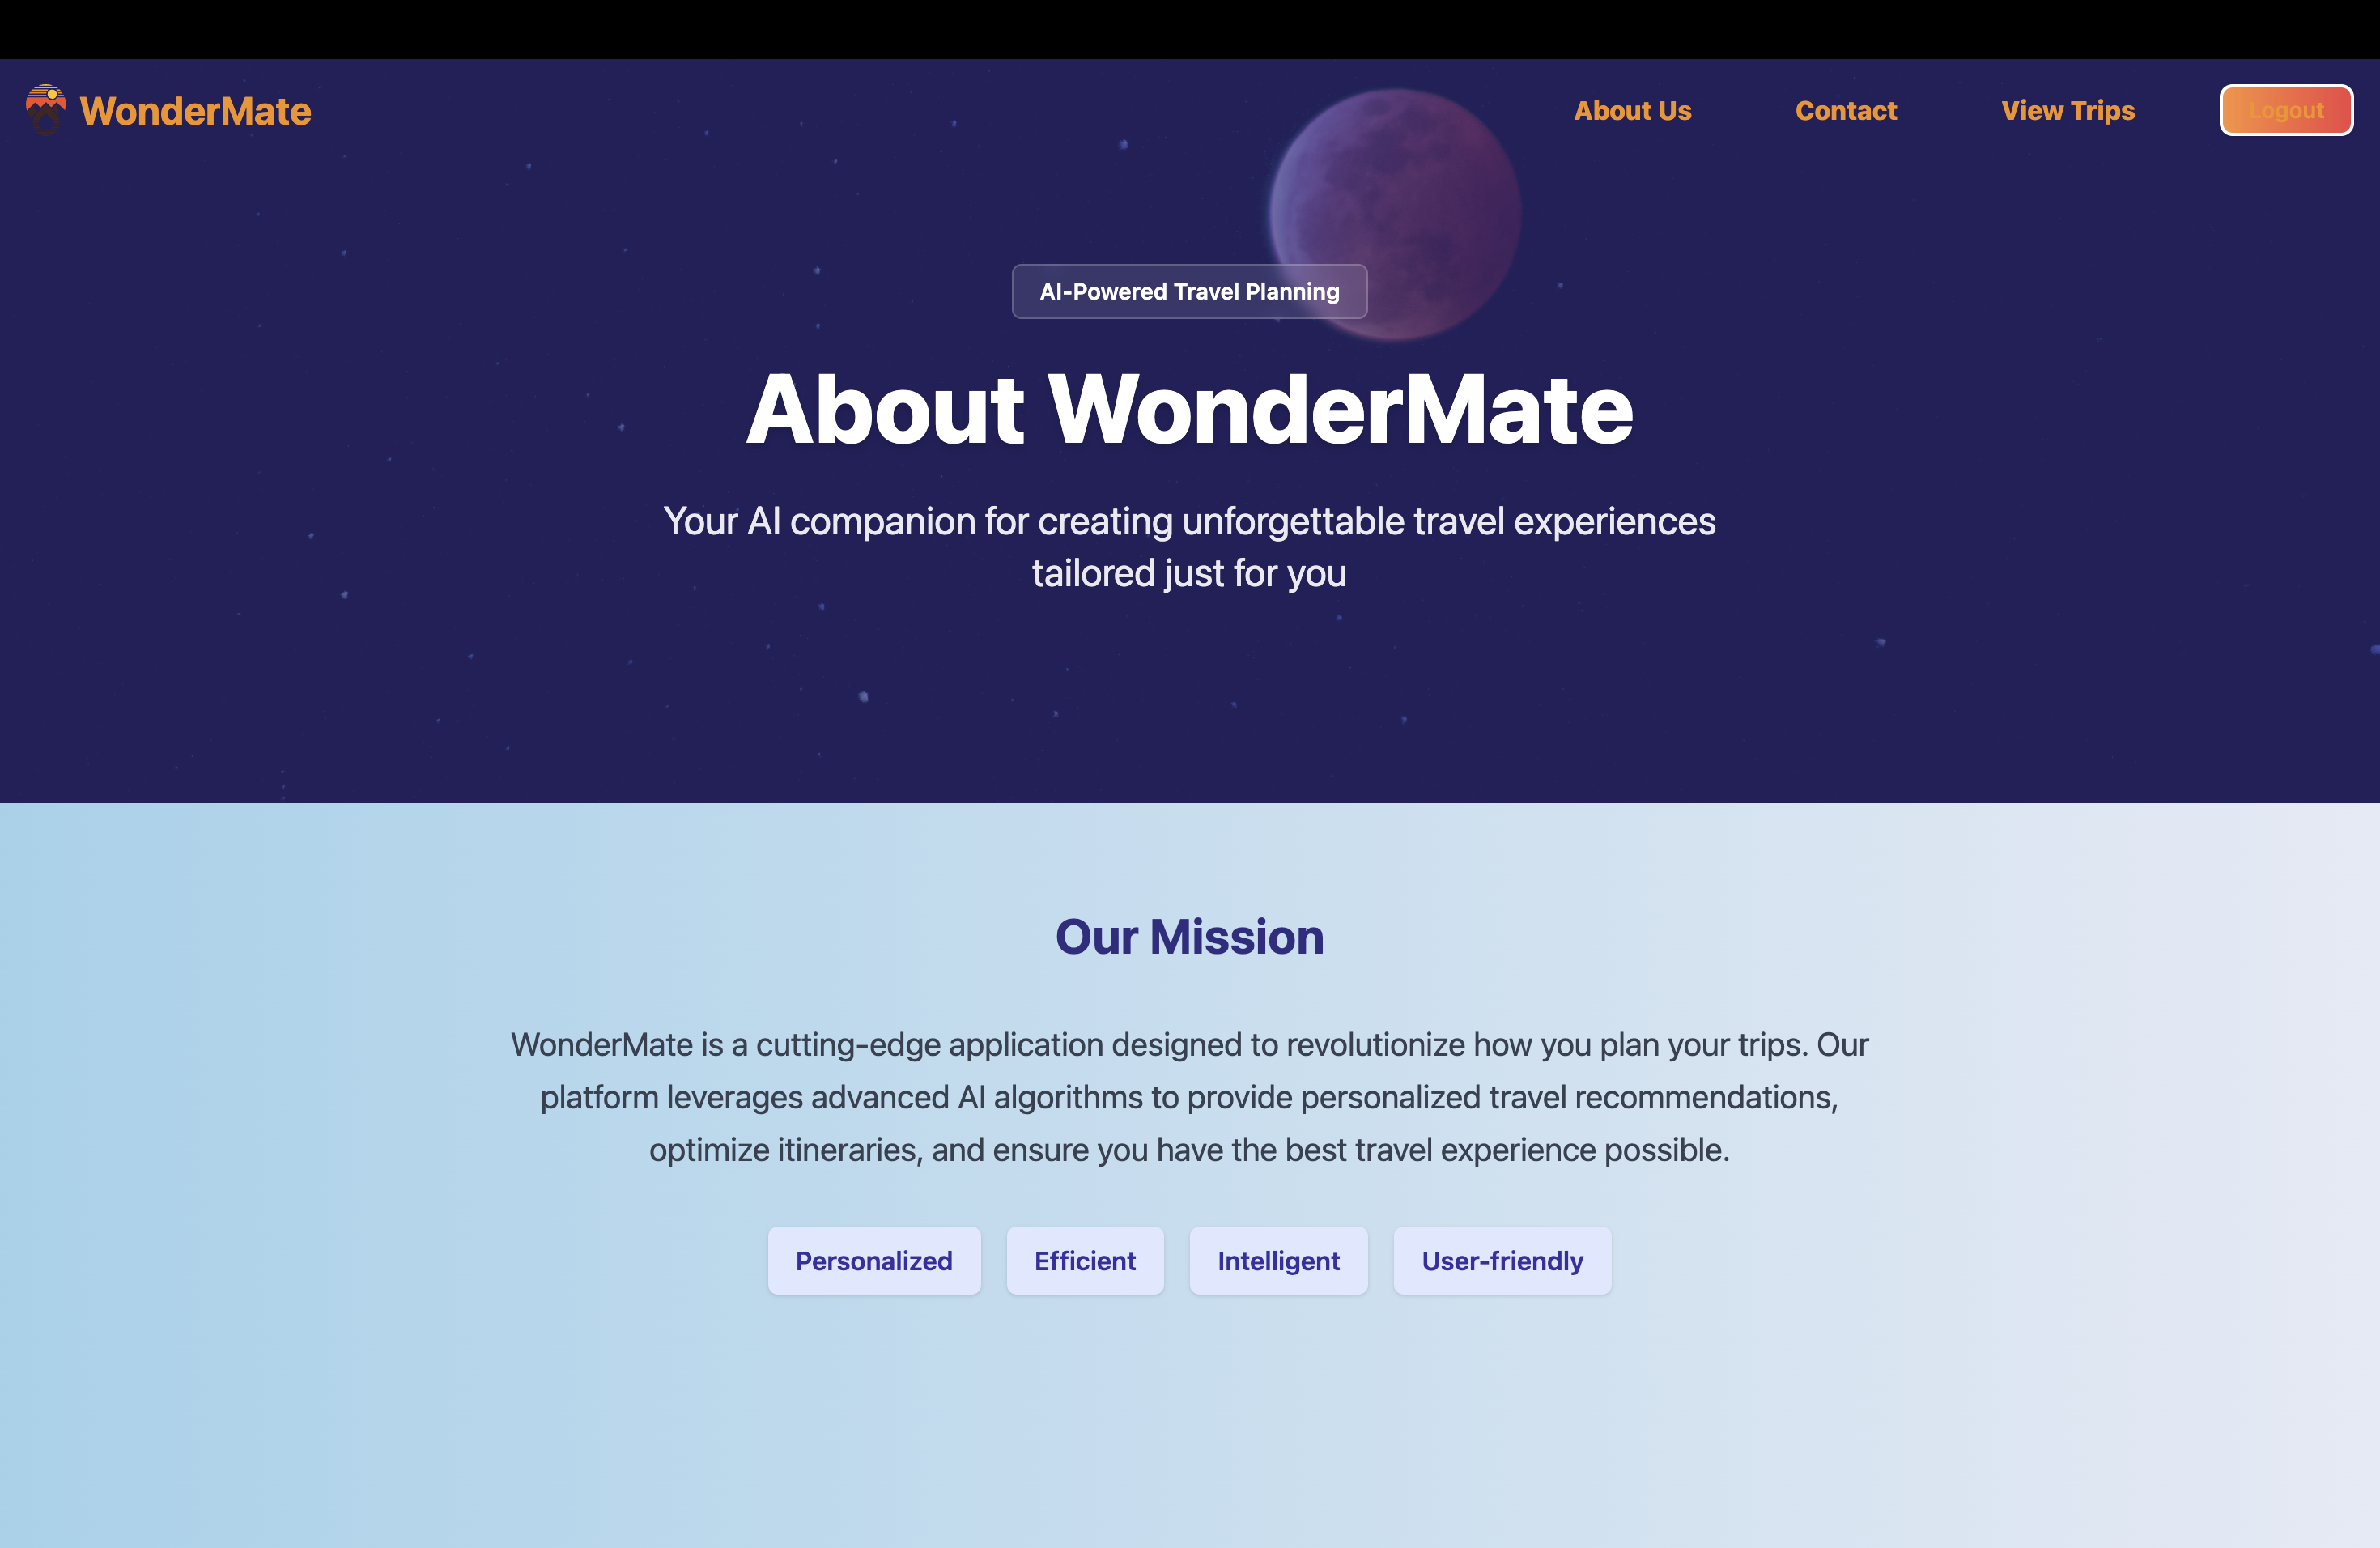 WonderMate
About Us
Contact
View Trips
Logout
AI-Powered Travel Planning
About WonderMate
Your AI companion for creating unforgettable travel experiences
tailored just for you
Our Mission
WonderMate is a cutting-edge application designed to revolutionize how you plan your trips. Our
platform leverages advanced AI algorithms to provide personalized travel recommendations,
optimize itineraries, and ensure you have the best travel experience possible.
Personalized
Efficient
Intelligent
User-friendly